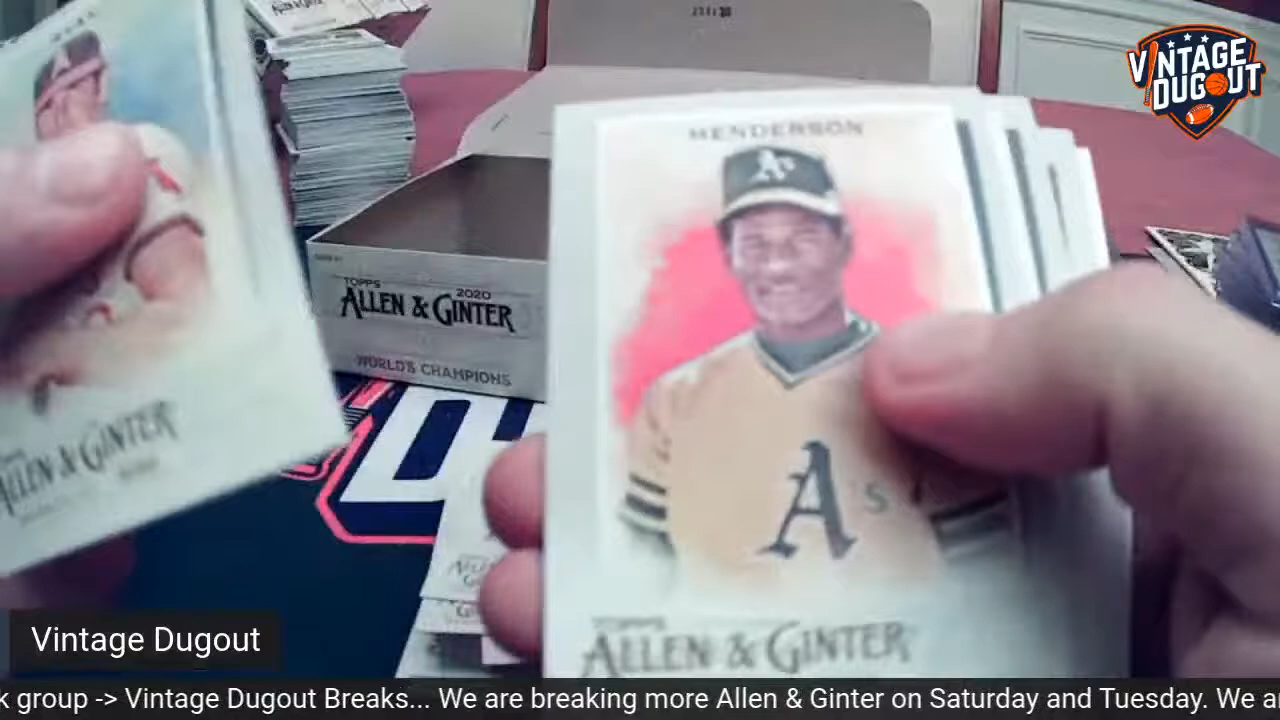 VINTAGE
DUGOUT
HENDERSON
A's
A's
TOPPS 2020
ALLEN & GINTER
WORLD'S CHAMPIONS
TOPPS
ALLEN & GINTER
ALLEN & GINTER
Vintage Dugout
k group -> Vintage Dugout Breaks... We are breaking more Allen & Ginter on Saturday and Tuesday. We